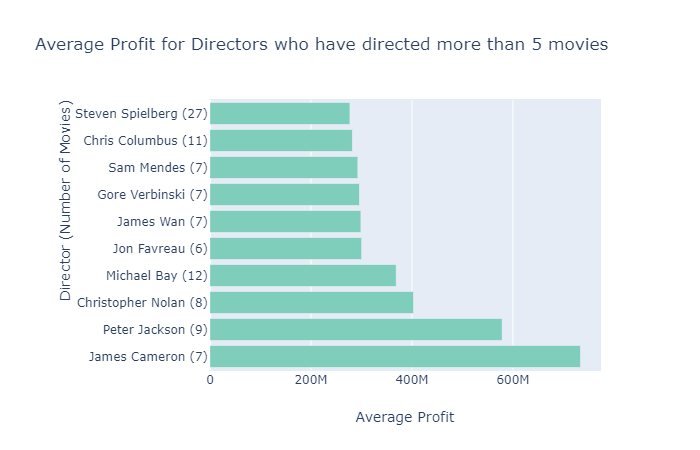 Average Profit for Directors who have directed more than 5 movies
Director (Number of Movies)
Steven Spielberg (27)
Chris Columbus (11)
Sam Mendes (7)
Gore Verbinski (7)
James Wan (7)
Jon Favreau (6)
Michael Bay (12)
Christopher Nolan (8)
Peter Jackson (9)
James Cameron (7)
0 200M 400M 600M
Average Profit